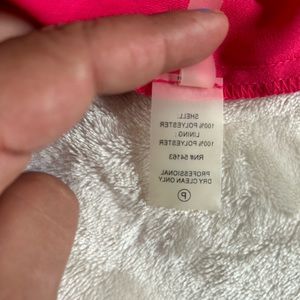 SHELL:
100% POLYESTER
LINING :
100% POLYESTER
RN# 54163
PROFESSIONAL
DRY CLEAN ONLY
P